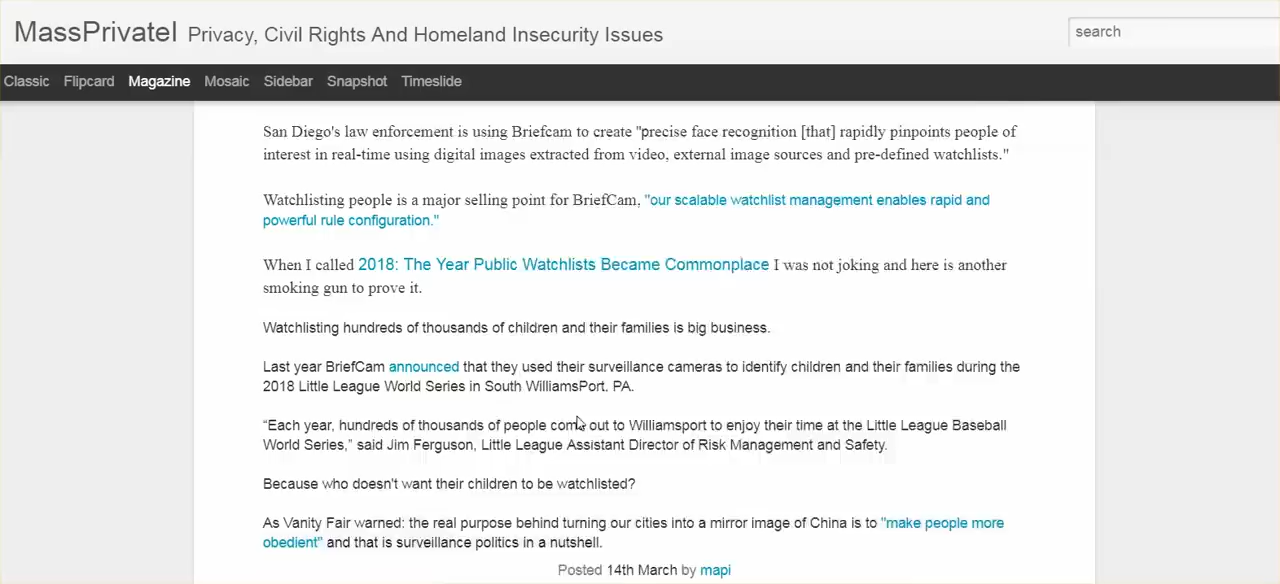 MassPrivateI Privacy, Civil Rights And Homeland Insecurity Issues
search
Classic Flipcard Magazine Mosaic Sidebar Snapshot Timeslide
San Diego's law enforcement is using Briefcam to create "precise face recognition [that] rapidly pinpoints people of
interest in real-time using digital images extracted from video, external image sources and pre-defined watchlists."
Watchlisting people is a major selling point for BriefCam, "our scalable watchlist management enables rapid and
powerful rule configuration."
When I called 2018: The Year Public Watchlists Became Commonplace I was not joking and here is another
smoking gun to prove it.
Watchlisting hundreds of thousands of children and their families is big business.
Last year BriefCam announced that they used their surveillance cameras to identify children and their families during the
2018 Little League World Series in South WilliamsPort. PA.
“Each year, hundreds of thousands of people come out to Williamsport to enjoy their time at the Little League Baseball
World Series,” said Jim Ferguson, Little League Assistant Director of Risk Management and Safety.
Because who doesn't want their children to be watchlisted?
As Vanity Fair warned: the real purpose behind turning our cities into a mirror image of China is to "make people more
obedient" and that is surveillance politics in a nutshell.
Posted 14th March by mapi